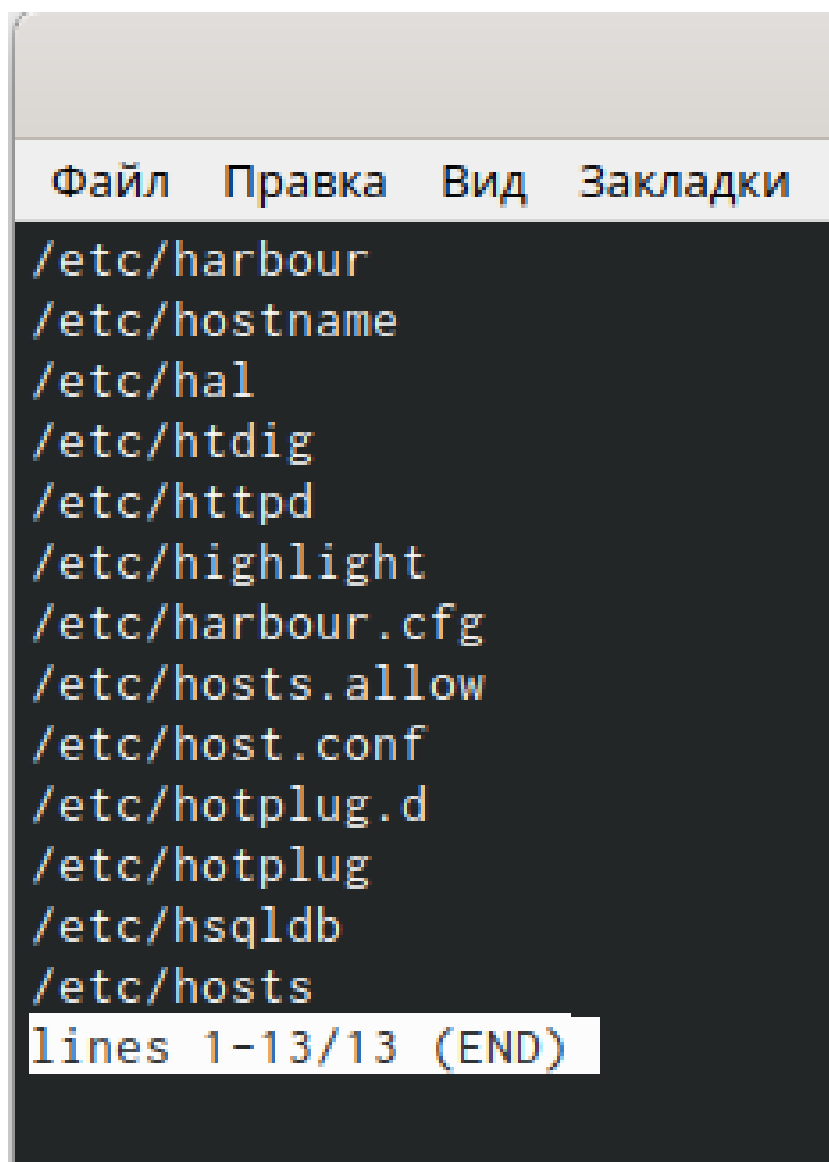 Файл Правка Вид Закладки
/etc/harbour
/etc/hostname
/etc/hal
/etc/htdig
/etc/httpd
/etc/highlight
/etc/harbour.cfg
/etc/hosts.allow
/etc/host.conf
/etc/hotplug.d
/etc/hotplug
/etc/hsqldb
/etc/hosts
lines 1-13/13 (END)